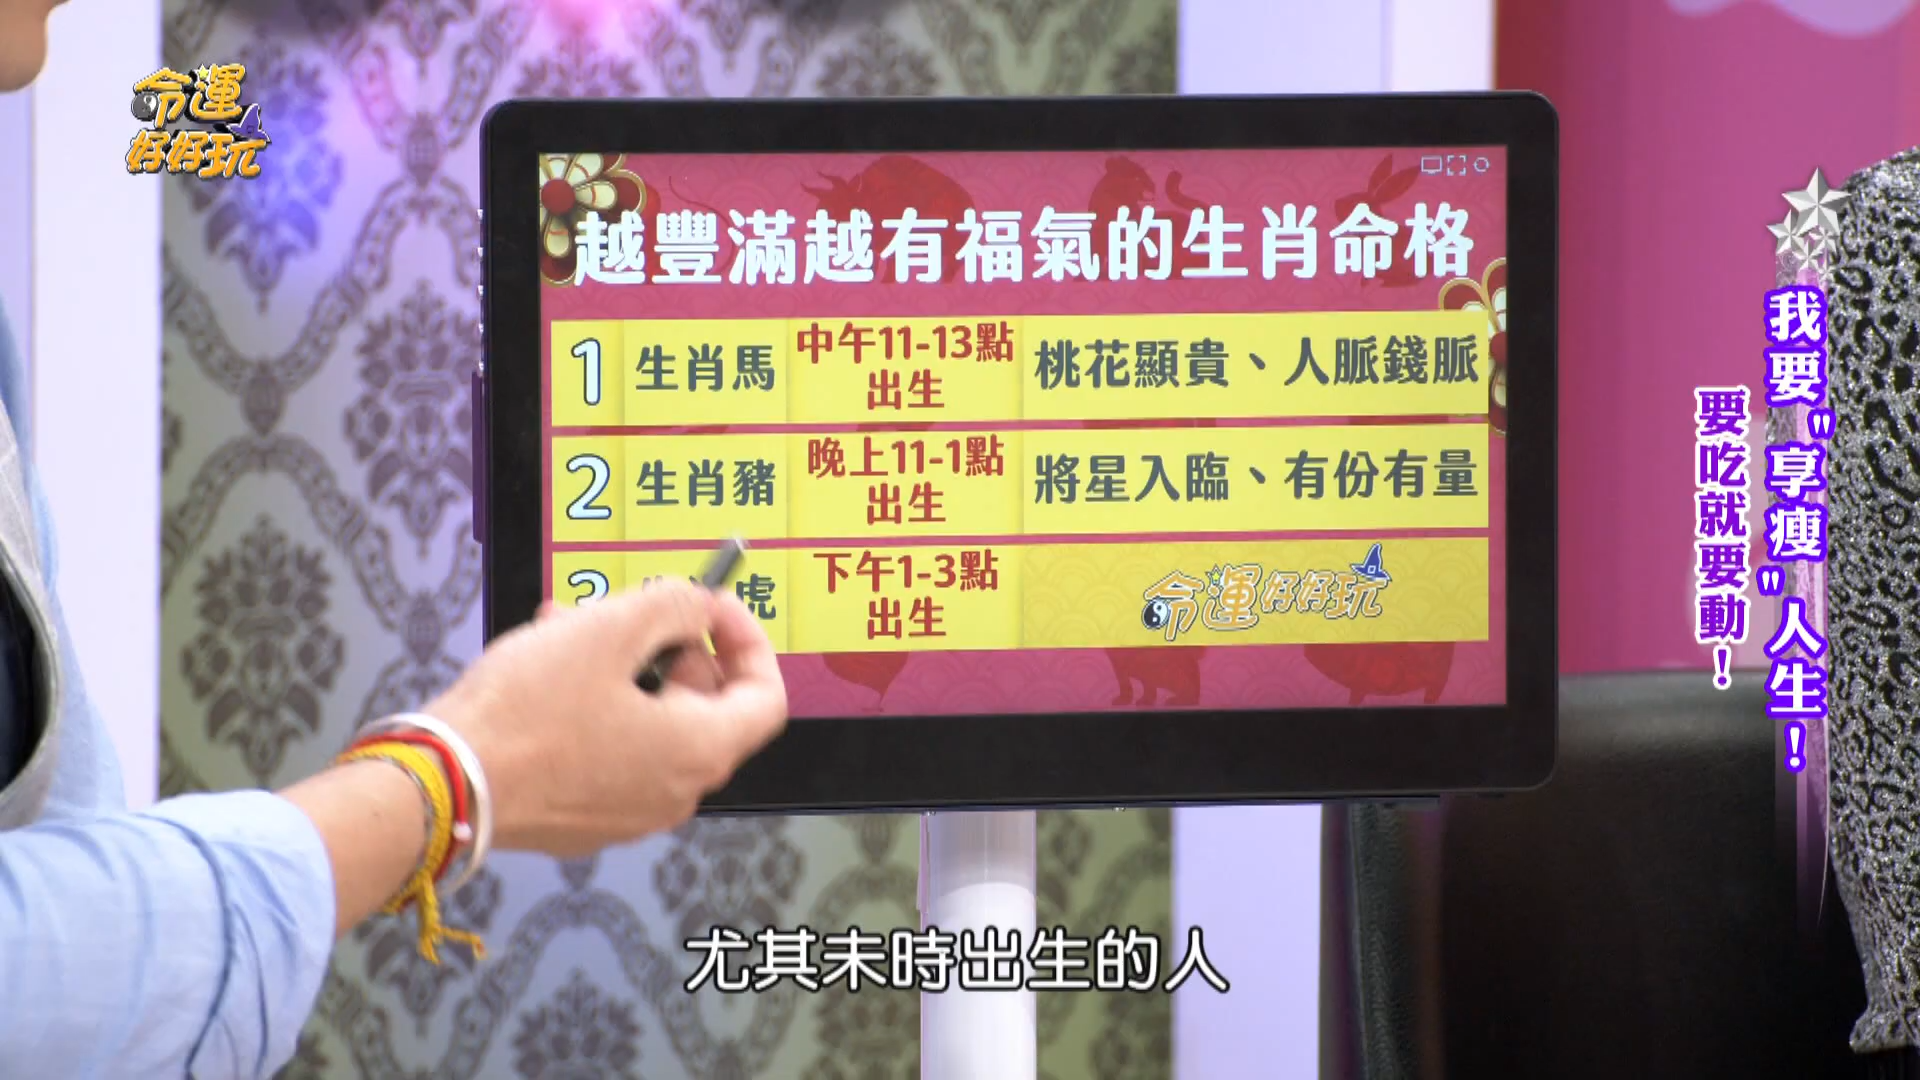 命運
好好玩
越豐滿越有福氣的生肖命格
1 生肖馬 中午11-13點出生 桃花顯貴、人脈錢脈
2 生肖豬 晚上11-1點出生 將星入臨、有份有量
3 虎 下午1-3點出生 命運好好玩
我要"享瘦"人生！
要吃就要動！
尤其未時出生的人